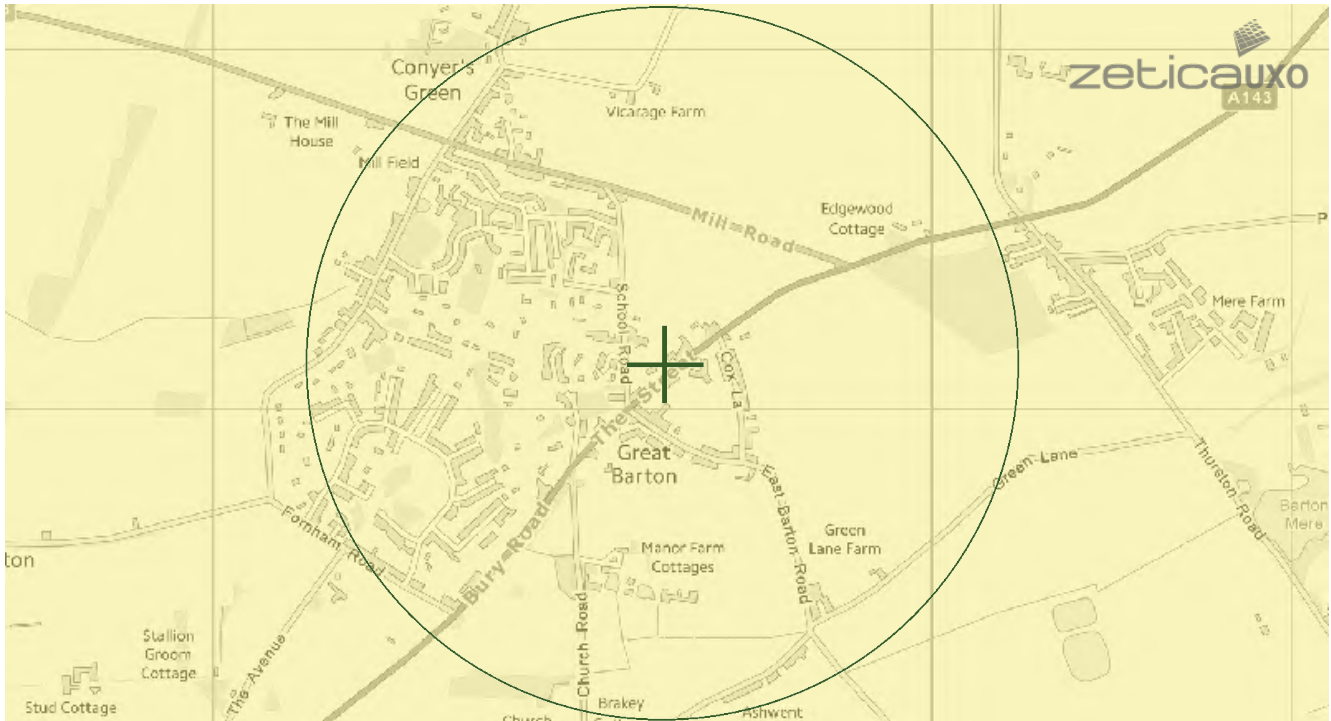 zeticauxo
A143
Conyer's
Green
Vicarage Farm
The Mill
House
Mill Field
Edgewood
Cottage
Mill Road
P
School Road
Mere Farm
Cox La
The Street
Great
Barton
Green Lane
Thurston Road
Barton
Mere
East Barton Road
Fornham Road
Bury Road
ton
Green
Lane Farm
Manor Farm
Cottages
Church Road
Stallion
Groom
Cottage
The Avenue
Stud Cottage
Brakey
Church
Ashwent